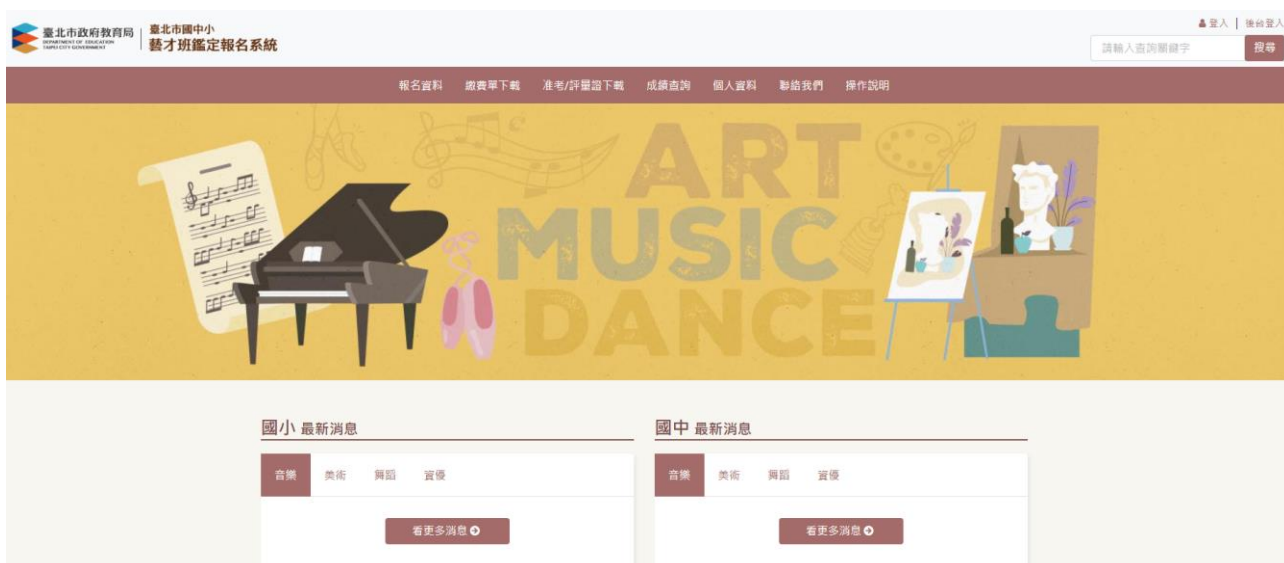 臺北市政府教育局
DEPARTMENT OF EDUCATION
TAIPEI CITY GOVERNMENT
臺北市國中小
藝才班鑑定報名系統
登入 | 後台登入
請輸入查詢關鍵字
搜尋
報名資料 繳費單下載 准考/評量證下載 成績查詢 個人資料 聯絡我們 操作說明
ART
MUSIC
DANCE
國小 最新消息
音樂 美術 舞蹈 資優
看更多消息
國中 最新消息
音樂 美術 舞蹈 資優
看更多消息